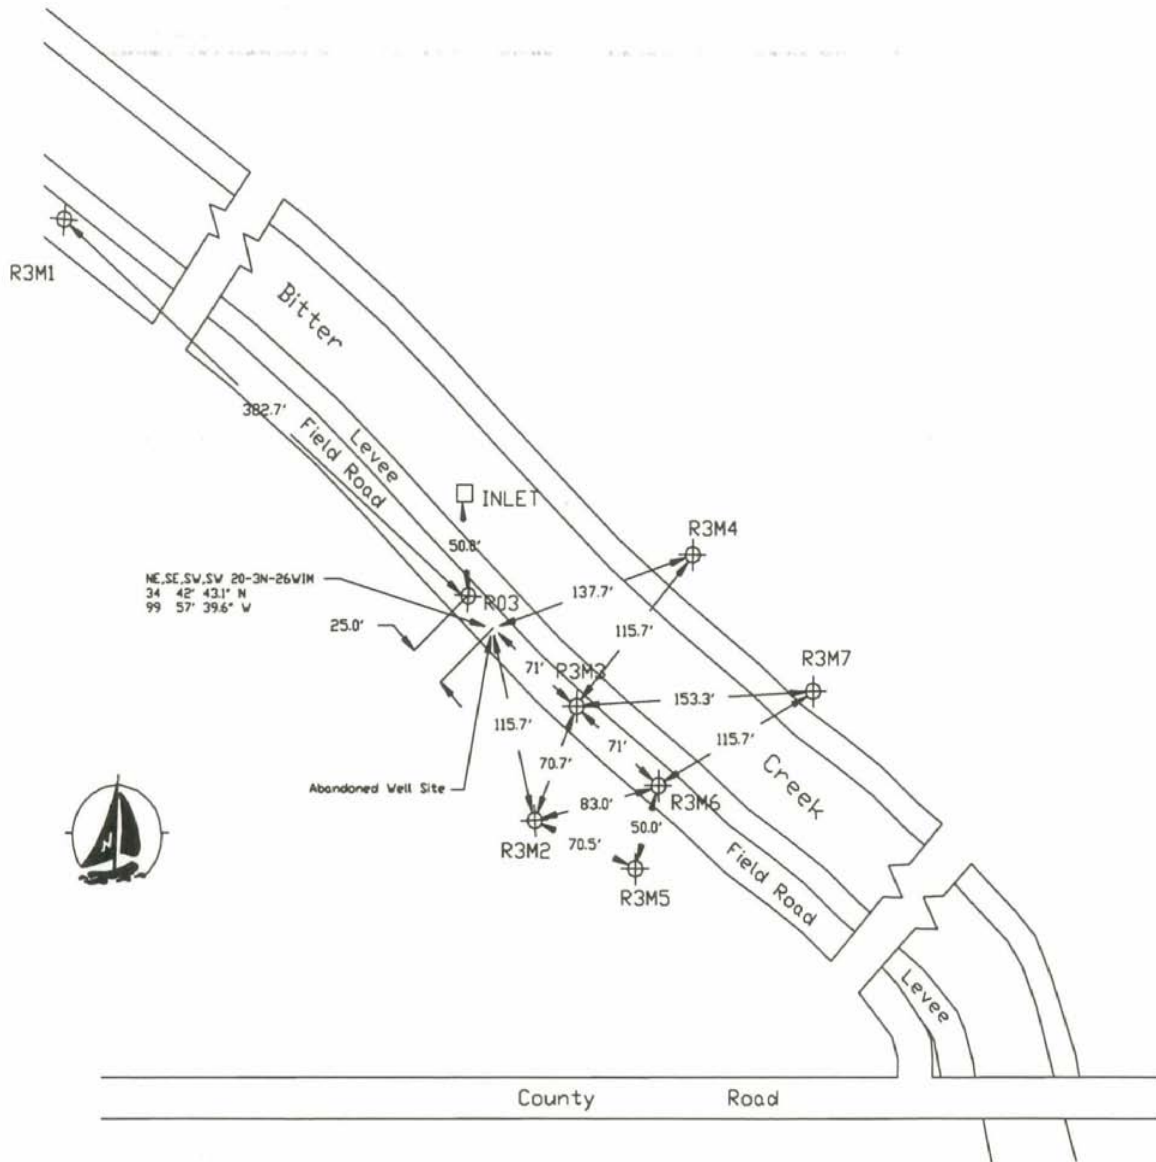 R3M1
Bitter
382.7'
Levee
Field Road
INLET
R3M4
50.8'
NE,SE,SW,SW 20-3N-26WIM
34 42' 43.1" N
99 57' 39.6" W
R03
137.7'
25.0'
115.7'
71'
R3M3
R3M7
153.3'
115.7'
71'
115.7'
70.7'
Abandoned Well Site
Creek
83.0'
R3M6
N
R3M2
70.5'
50.0'
R3M5
Field Road
Levee
County Road